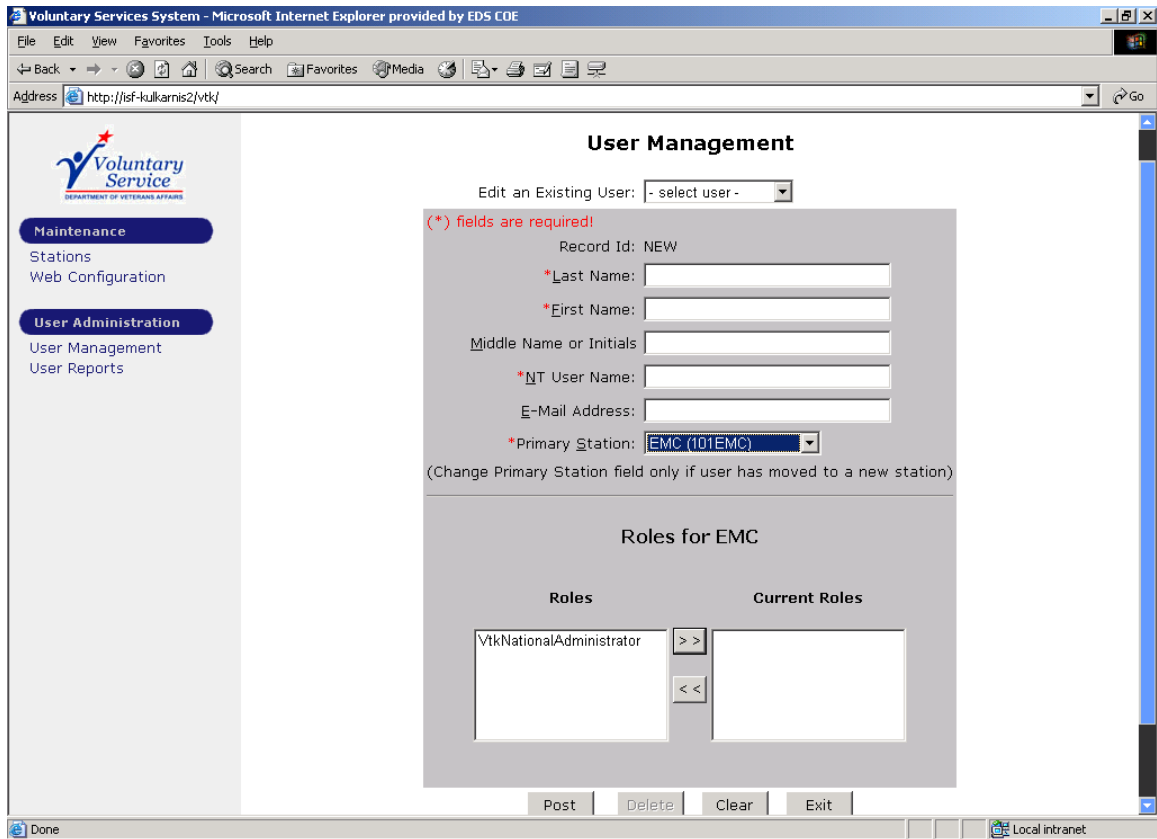 Voluntary Services System - Microsoft Internet Explorer provided by EDS COE
File Edit View Favorites Tools Help
Back Search Favorites Media
Address http://isf-kulkarnis2/vtk/ Go
Voluntary
Service
DEPARTMENT OF VETERANS AFFAIRS
Maintenance
Stations
Web Configuration
User Administration
User Management
User Reports
User Management
Edit an Existing User: - select user -
(*) fields are required!
Record Id: NEW
*Last Name:
*First Name:
Middle Name or Initials
*NT User Name:
E-Mail Address:
*Primary Station: EMC (101EMC)
(Change Primary Station field only if user has moved to a new station)
Roles for EMC
Roles Current Roles
VtkNationalAdministrator >>
<<
Post Delete Clear Exit
Done Local intranet